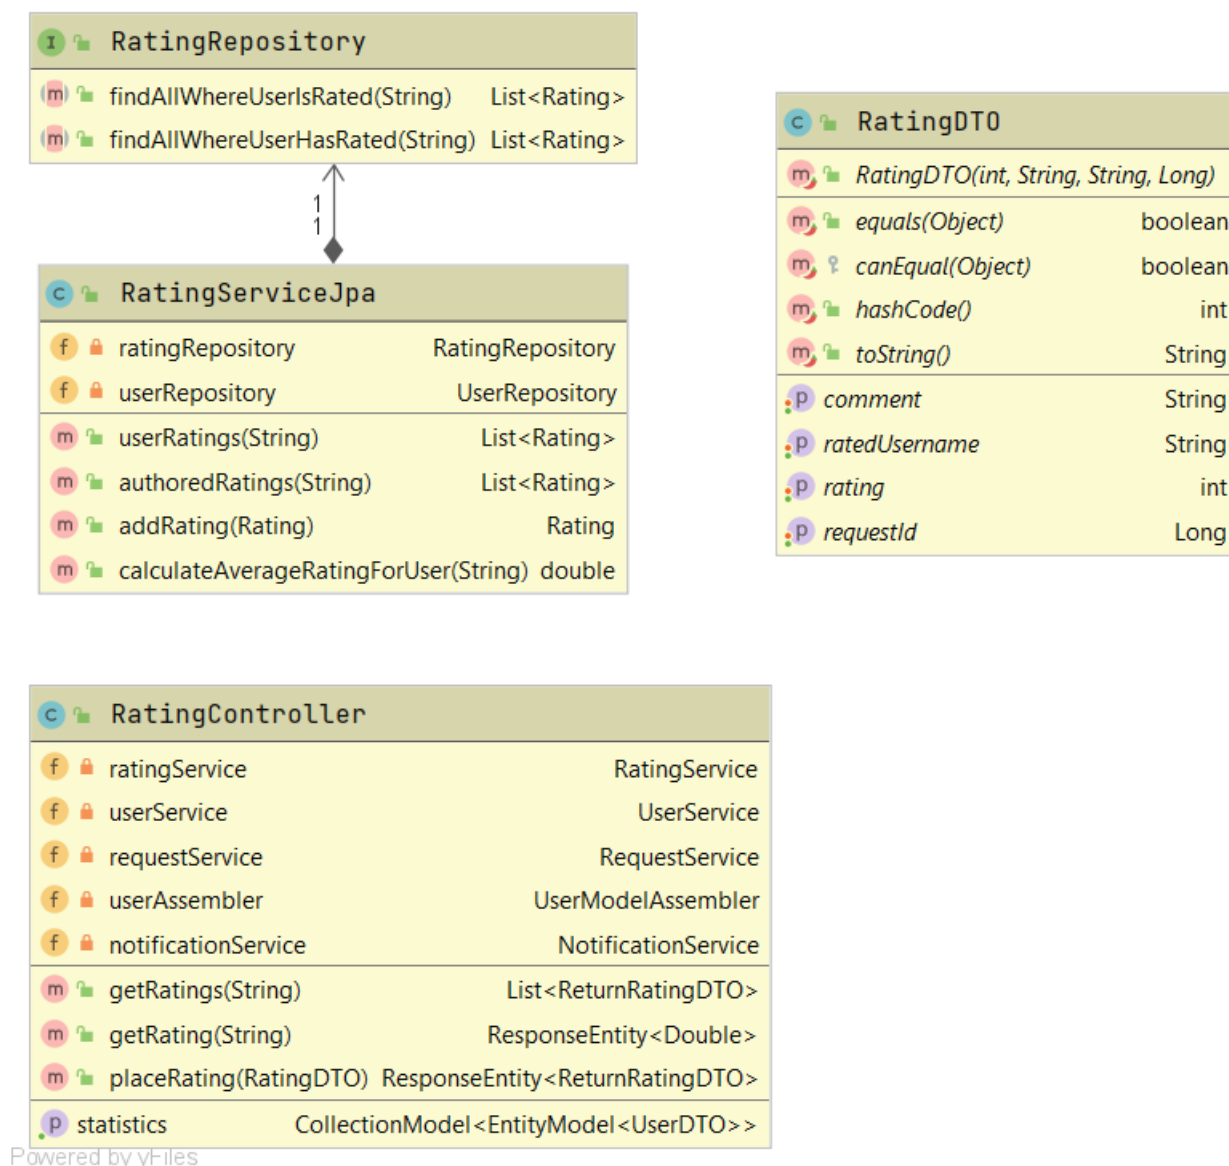 RatingRepository
findAllWhereUserIsRated(String) List<Rating>
findAllWhereUserHasRated(String) List<Rating>
1
1
RatingServiceJpa
ratingRepository RatingRepository
userRepository UserRepository
userRatings(String) List<Rating>
authoredRatings(String) List<Rating>
addRating(Rating) Rating
calculateAverageRatingForUser(String) double
RatingDTO
RatingDTO(int, String, String, Long)
equals(Object) boolean
canEqual(Object) boolean
hashCode() int
toString() String
comment String
ratedUsername String
rating int
requestId Long
RatingController
ratingService RatingService
userService UserService
requestService RequestService
userAssembler UserModelAssembler
notificationService NotificationService
getRatings(String) List<ReturnRatingDTO>
getRating(String) ResponseEntity<Double>
placeRating(RatingDTO) ResponseEntity<ReturnRatingDTO>
statistics CollectionModel<EntityModel<UserDTO>>
Powered by yFiles